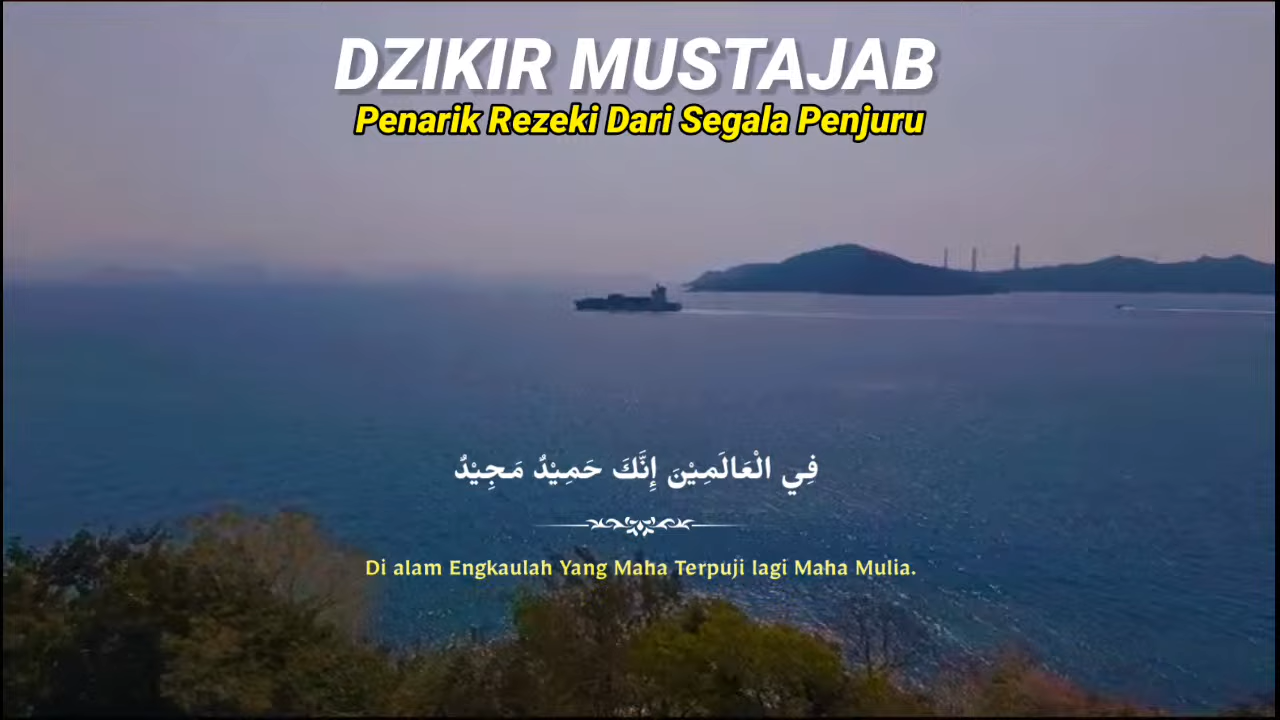 DZIKIR MUSTAJAB
Penarik Rezeki Dari Segala Penjuru
فِي الْعَالَمِيْنَ إِنَّكَ حَمِيْدٌ مَجِيْدٌ
Di alam Engkaulah Yang Maha Terpuji lagi Maha Mulia.